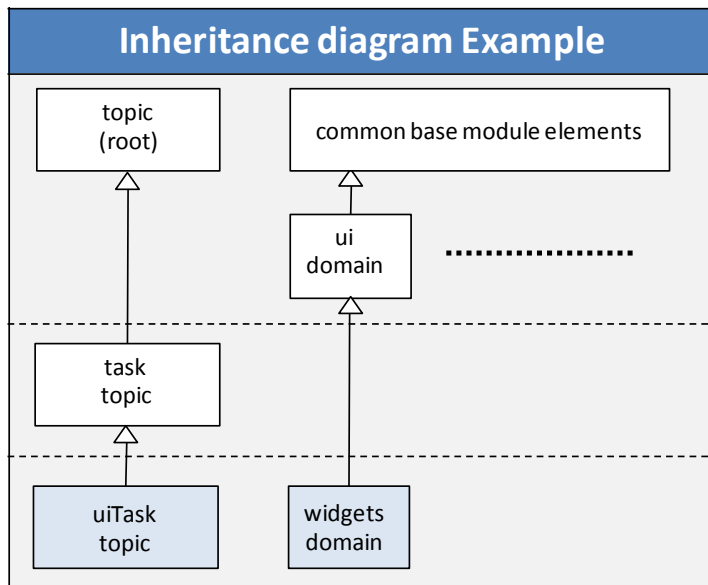 Inheritance diagram Example
topic
(root)
common base module elements
ui
domain
task
topic
uiTask
topic
widgets
domain